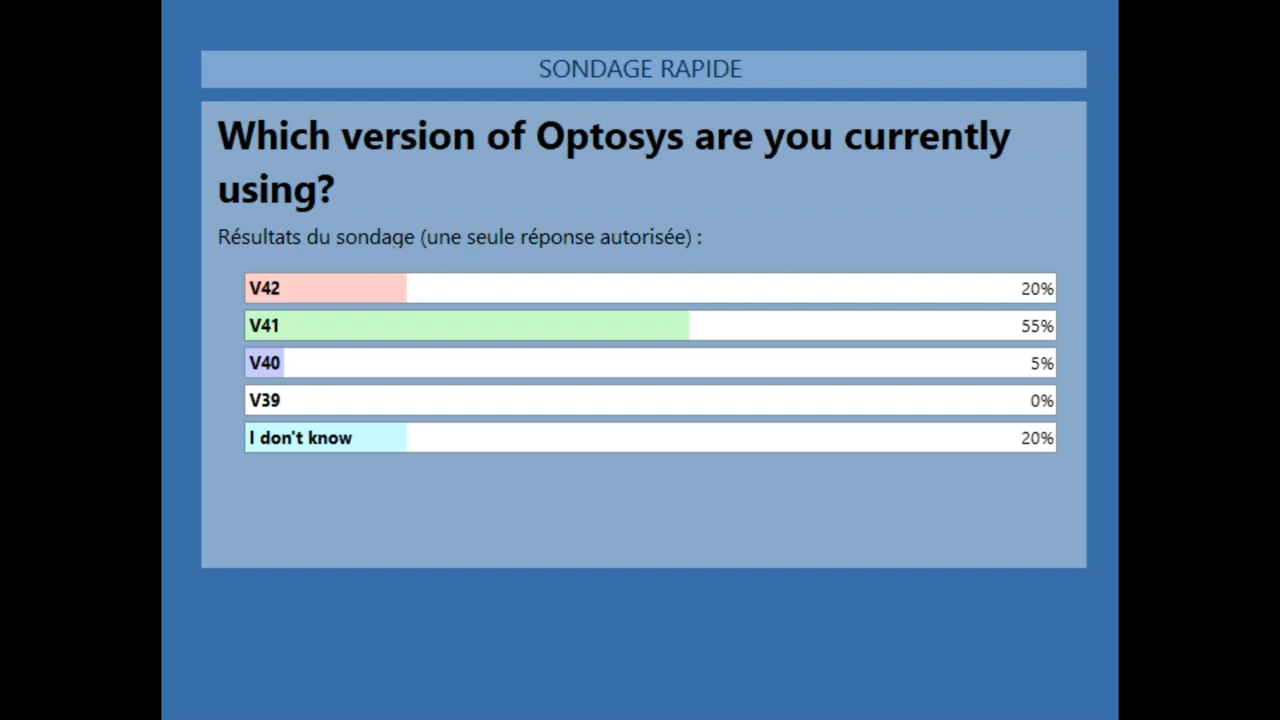 SONDAGE RAPIDE
Which version of Optosys are you currently
using?
Résultats du sondage (une seule réponse autorisée) :
V42 20%
V41 55%
V40 5%
V39 0%
I don't know 20%